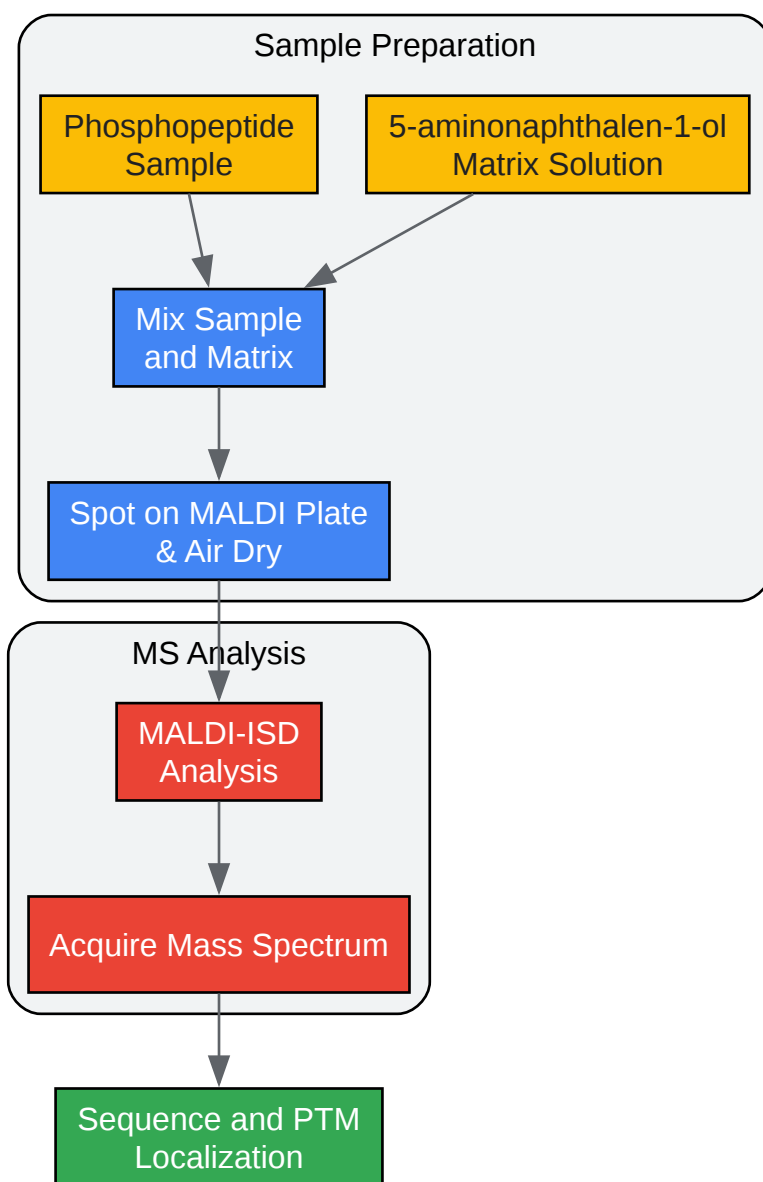 Sample Preparation
Phosphopeptide
Sample
5-aminonaphthalen-1-ol
Matrix Solution
Mix Sample
and Matrix
Spot on MALDI Plate
& Air Dry
MS Analysis
MALDI-ISD
Analysis
Acquire Mass Spectrum
Sequence and PTM
Localization